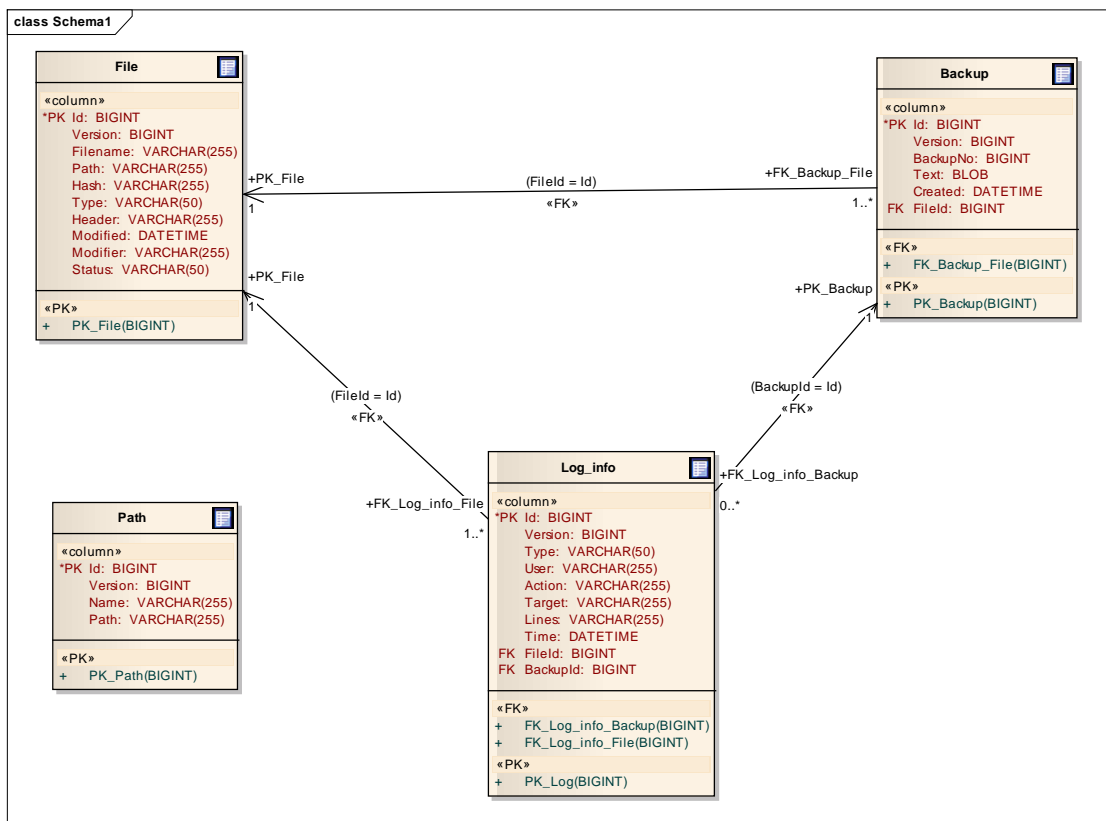 class Schema1
File
«column»
*PK Id: BIGINT
Version: BIGINT
Filename: VARCHAR(255)
Path: VARCHAR(255)
Hash: VARCHAR(255)
Type: VARCHAR(50)
Header: VARCHAR(255)
Modified: DATETIME
Modifier: VARCHAR(255)
Status: VARCHAR(50)
«PK»
+ PK_File(BIGINT)
Backup
«column»
*PK Id: BIGINT
Version: BIGINT
BackupNo: BIGINT
Text: BLOB
Created: DATETIME
FK FileId: BIGINT
«FK»
+ FK_Backup_File(BIGINT)
«PK»
+ PK_Backup(BIGINT)
+PK_File
1
(FileId = Id)
«FK»
+FK_Backup_File
1..*
+PK_File
1
(FileId = Id)
«FK»
+FK_Log_info_File
1..*
+PK_Backup
1
(BackupId = Id)
«FK»
+FK_Log_info_Backup
0..*
Path
«column»
*PK Id: BIGINT
Version: BIGINT
Name: VARCHAR(255)
Path: VARCHAR(255)
«PK»
+ PK_Path(BIGINT)
Log_info
«column»
*PK Id: BIGINT
Version: BIGINT
Type: VARCHAR(50)
User: VARCHAR(255)
Action: VARCHAR(255)
Target: VARCHAR(255)
Lines: VARCHAR(255)
Time: DATETIME
FK FileId: BIGINT
FK BackupId: BIGINT
«FK»
+ FK_Log_info_Backup(BIGINT)
+ FK_Log_info_File(BIGINT)
«PK»
+ PK_Log(BIGINT)